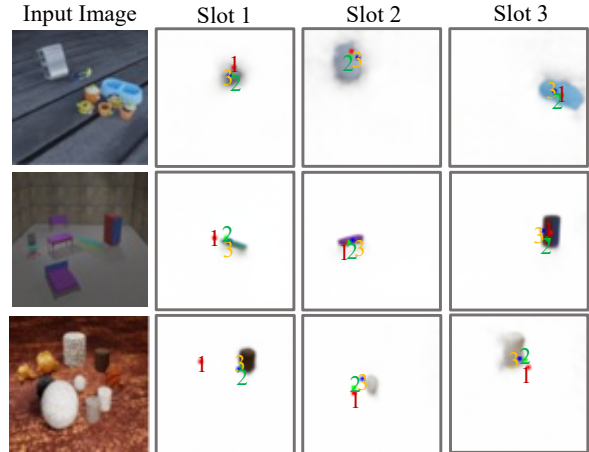 Input Image Slot 1 Slot 2 Slot 3
1 3 2 2 3 3 1 2
2 1 3 1 2 3 3 1 2
1 3 2 3 2 1 3 2 1